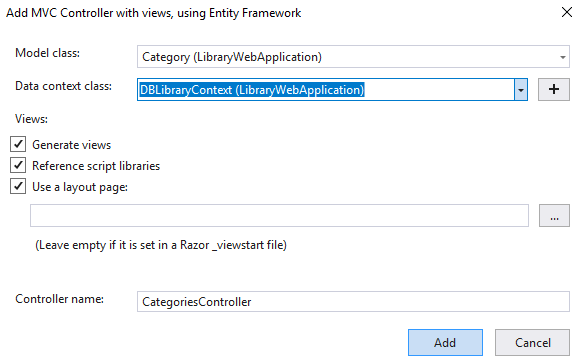 Add MVC Controller with views, using Entity Framework
Model class:
Category (LibraryWebApplication)
Data context class:
DBLibraryContext (LibraryWebApplication)
+
Views:
Generate views
Reference script libraries
Use a layout page:
...
(Leave empty if it is set in a Razor _viewstart file)
Controller name:
CategoriesController
Add
Cancel